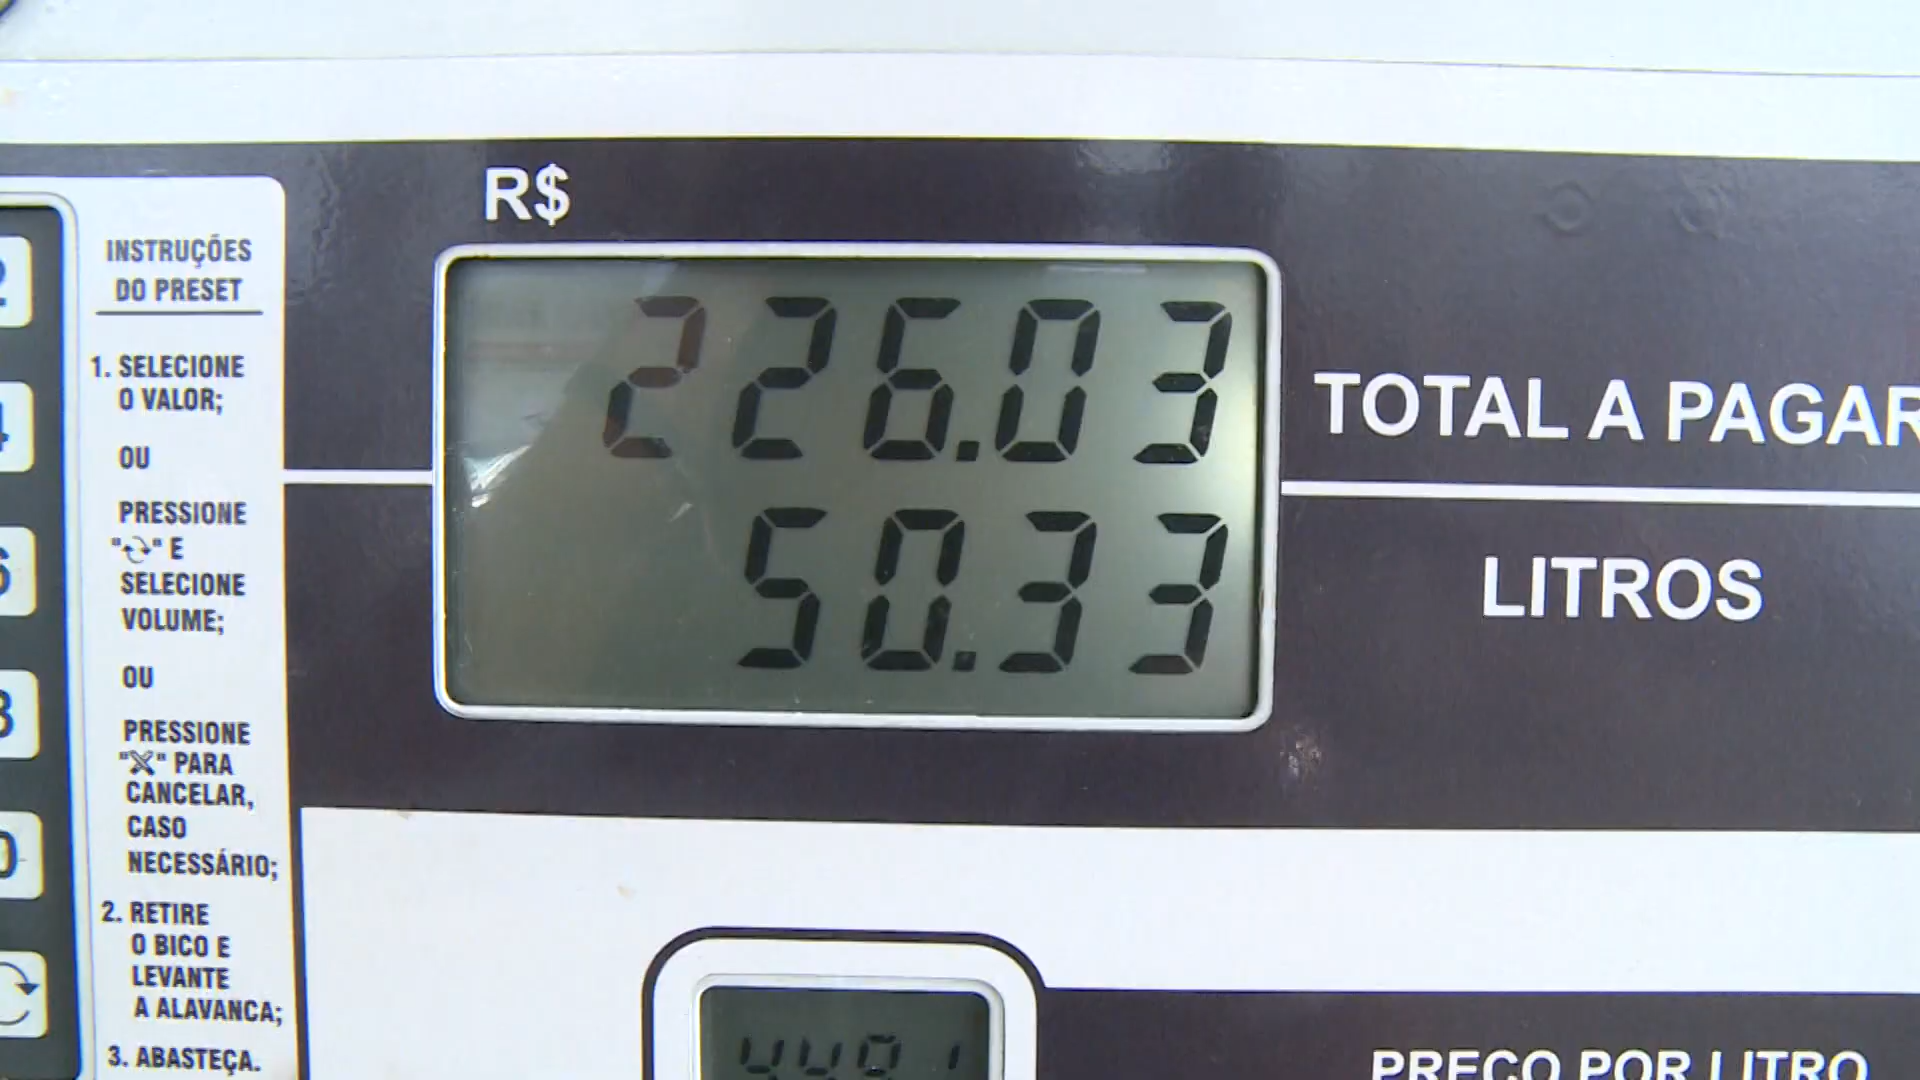 R$
INSTRUÇÕES
DO PRESET
226.03
1. SELECIONE
O VALOR;
TOTAL A PAGAR
OU
PRESSIONE
"" E
SELECIONE
VOLUME;
50.33
LITROS
OU
PRESSIONE
"" PARA
CANCELAR,
CASO
NECESSÁRIO;
2. RETIRE
O BICO E
LEVANTE
A ALAVANCA;
3. ABASTEÇA.
PREÇO POR LITRO